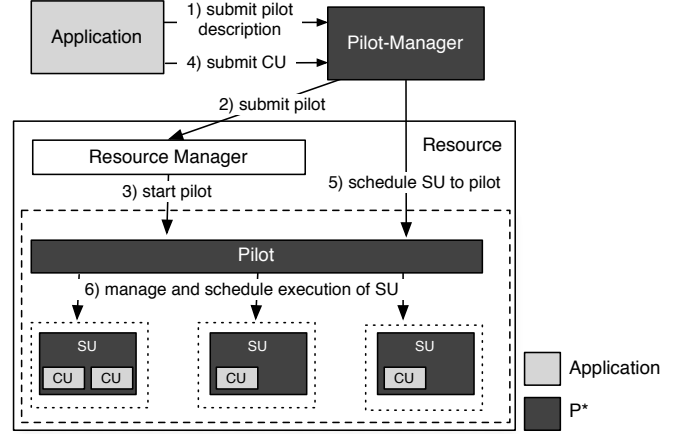 1) submit pilot
description
Application
Pilot-Manager
4) submit CU
2) submit pilot
Resource
Resource Manager
3) start pilot
5) schedule SU to pilot
Pilot
6) manage and schedule execution of SU
SU
CU CU
SU
CU
SU
CU
Application
P*